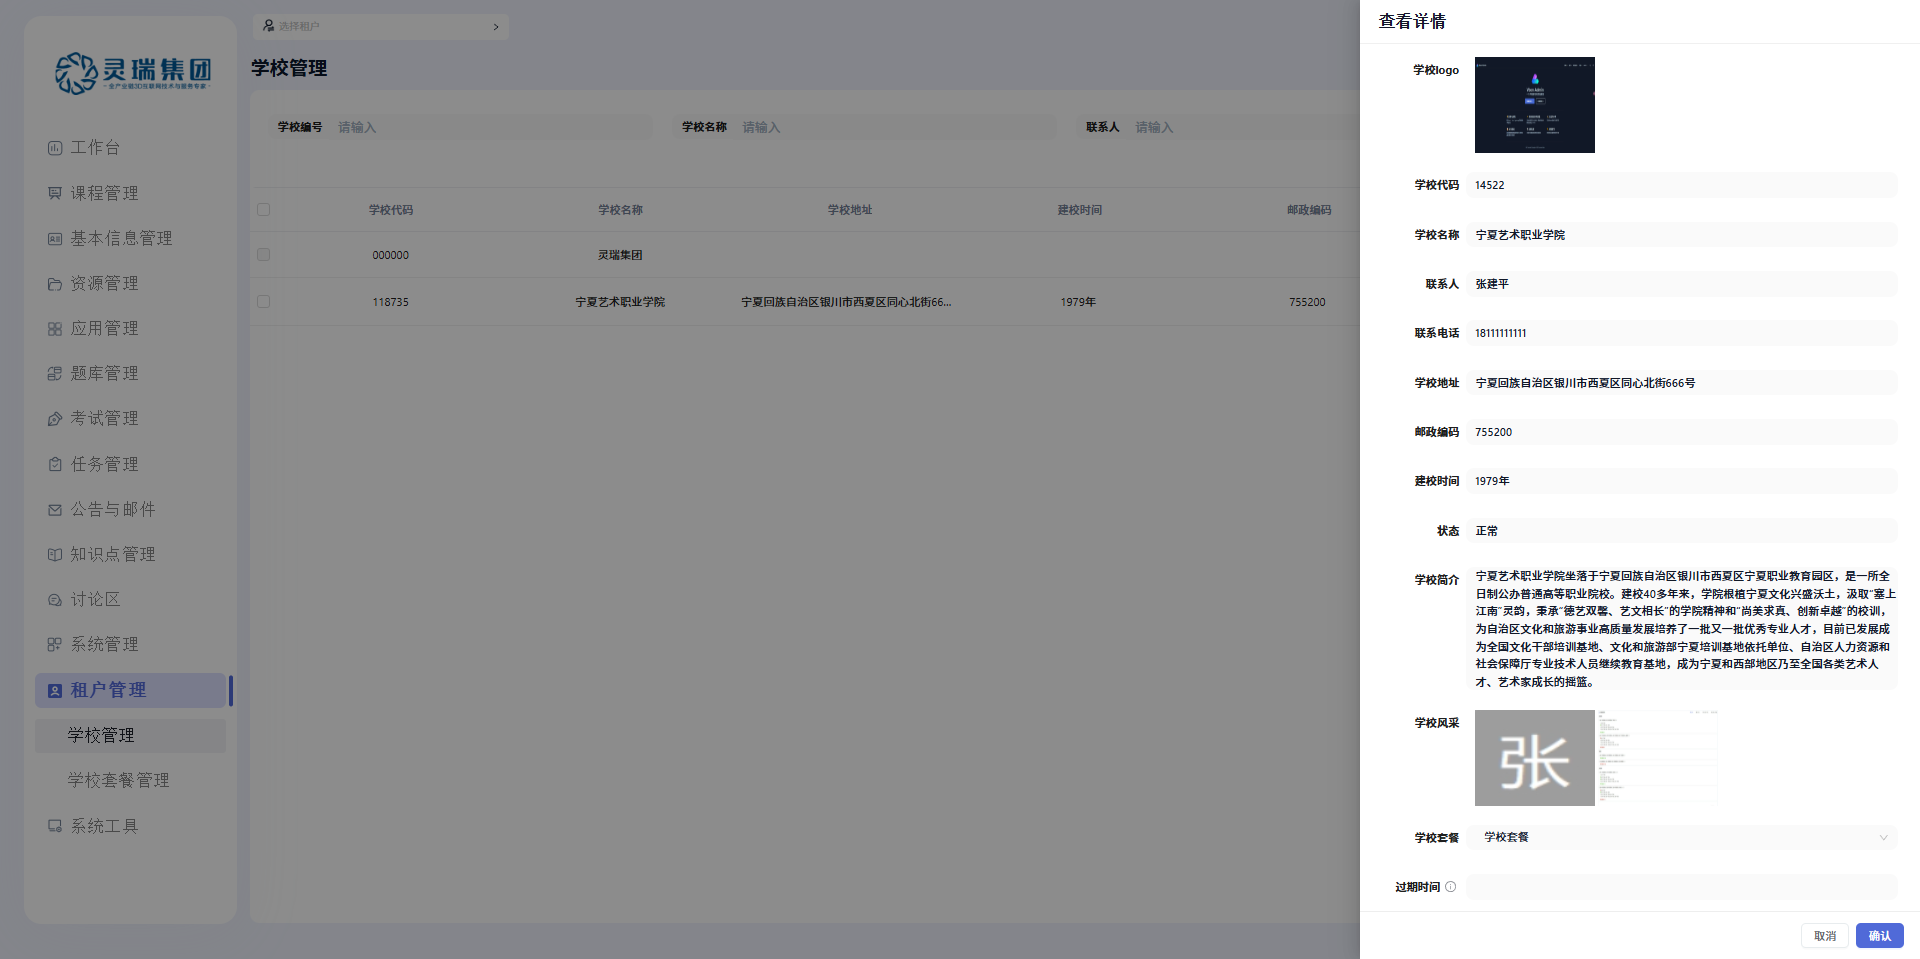 灵瑞集团
-全产业链3D互联网技术与服务专家-
工作台
课程管理
基本信息管理
资源管理
应用管理
题库管理
考试管理
任务管理
公告与邮件
知识点管理
讨论区
系统管理
租户管理
学校管理
学校套餐管理
系统工具
选择租户
学校管理
学校编号 请输入 学校名称 请输入 联系人 请输入
学校代码 学校名称 学校地址 建校时间 邮政编码
000000 灵瑞集团
118735 宁夏艺术职业学院 宁夏回族自治区银川市西夏区同心北街66... 1979年 755200
查看详情
学校logo
学校代码 14522
学校名称 宁夏艺术职业学院
联系人 张建平
联系电话 18111111111
学校地址 宁夏回族自治区银川市西夏区同心北街666号
邮政编码 755200
建校时间 1979年
状态 正常
学校简介 宁夏艺术职业学院坐落于宁夏回族自治区银川市西夏区宁夏职业教育园区，是一所全
日制公办普通高等职业院校。建校40多年来，学院根植宁夏文化兴盛沃土，汲取“塞上
江南”灵韵，秉承“德艺双馨、艺文相长”的学院精神和“尚美求真、创新卓越”的校训，
为自治区文化和旅游事业高质量发展培养了一批又一批优秀专业人才，目前已发展成
为全国文化干部培训基地、文化和旅游部宁夏培训基地依托单位、自治区人力资源和
社会保障厅专业技术人员继续教育基地，成为宁夏和西部地区乃至全国各类艺术人
才、艺术家成长的摇篮。
学校风采
张
学校套餐 学校套餐
过期时间
取消 确认